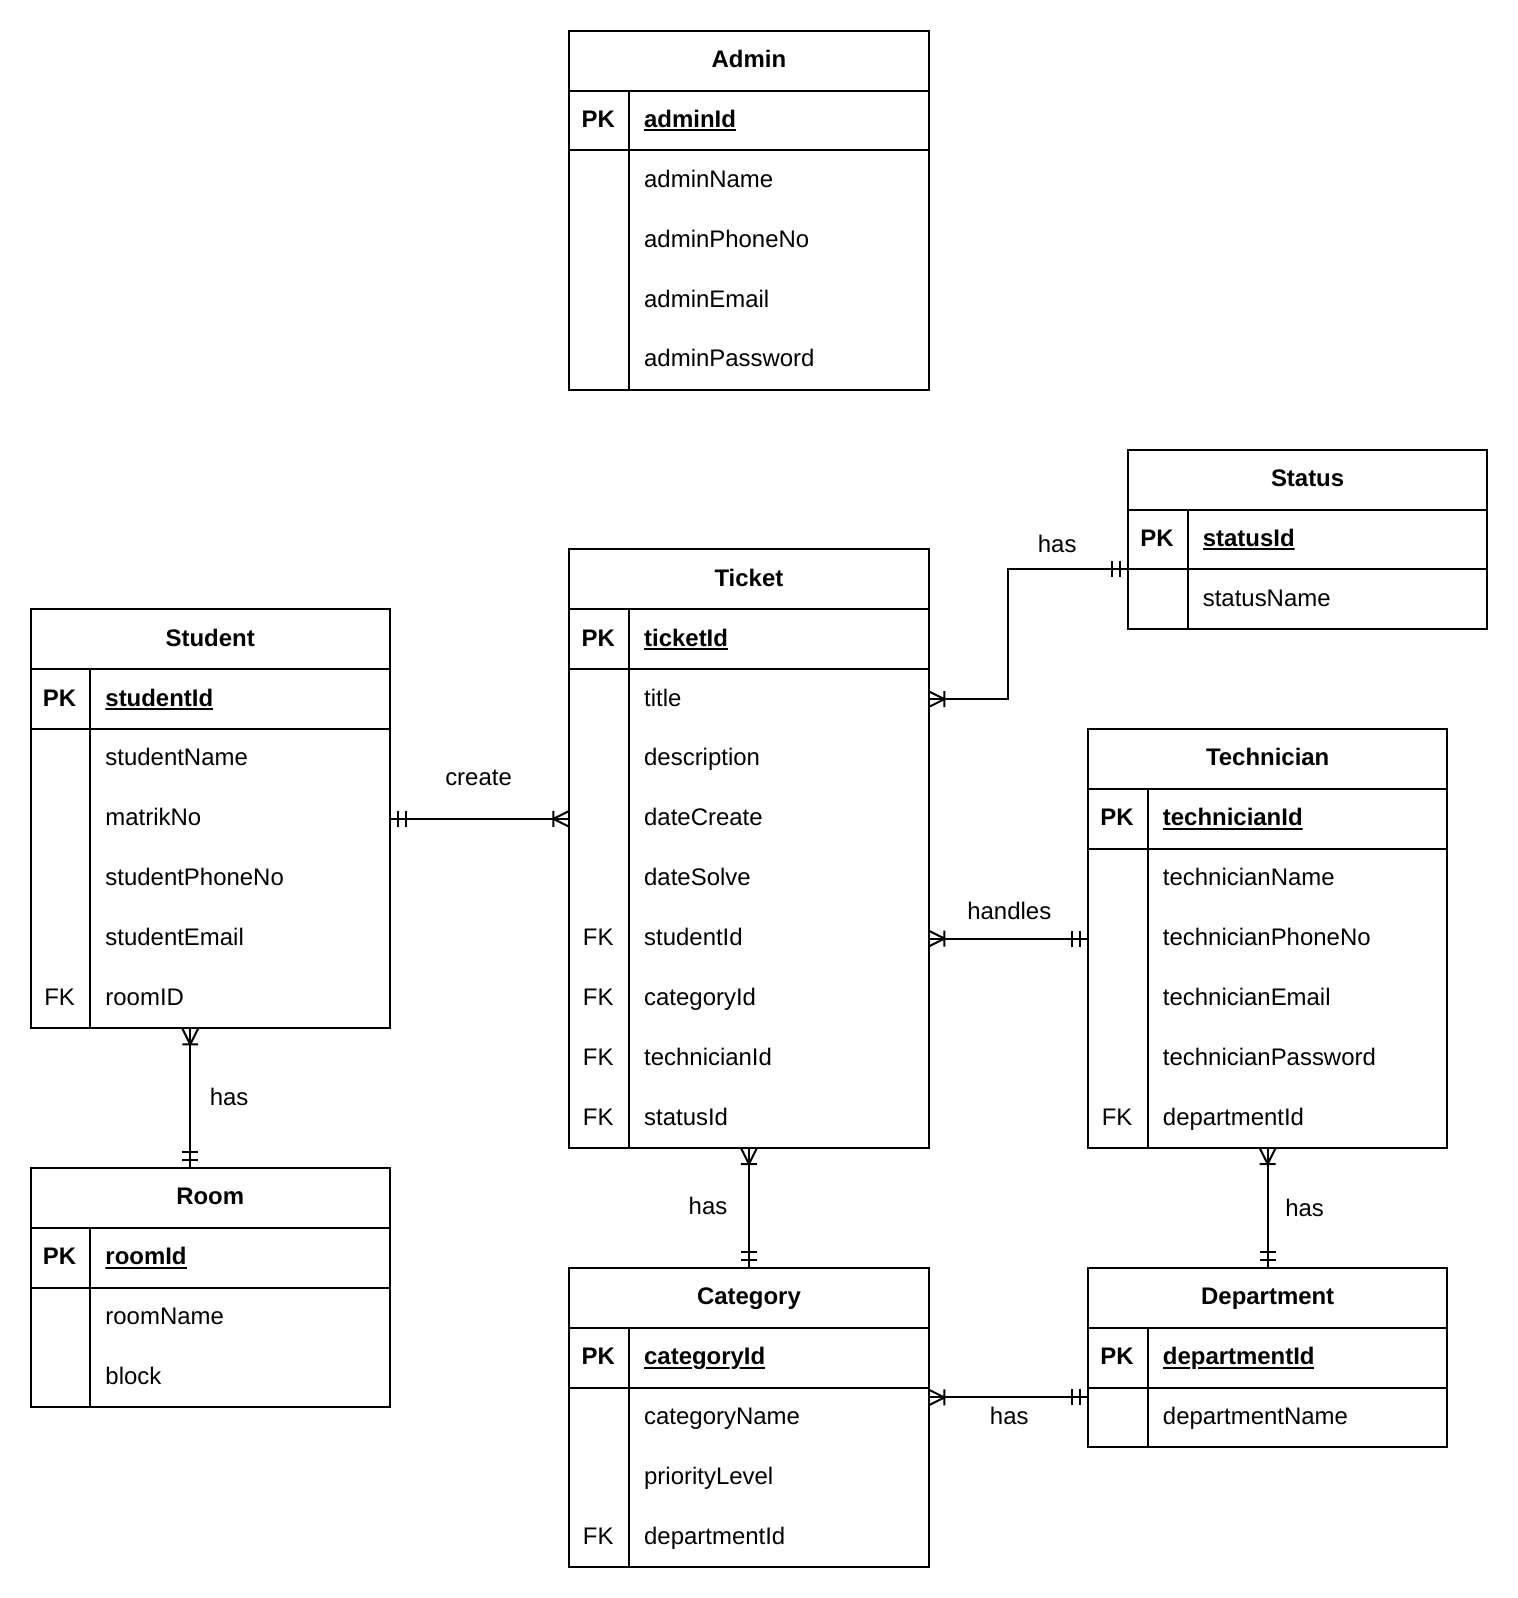 Admin
PK adminId
adminName
adminPhoneNo
adminEmail
adminPassword
Status
PK statusId
statusName
has
Ticket
PK ticketId
title
description
dateCreate
dateSolve
FK studentId
FK categoryId
FK technicianId
FK statusId
Student
PK studentId
studentName
matrikNo
studentPhoneNo
studentEmail
FK roomID
create
Technician
PK technicianId
technicianName
technicianPhoneNo
technicianEmail
technicianPassword
FK departmentId
handles
has
Room
PK roomId
roomName
block
has
Category
PK categoryId
categoryName
priorityLevel
FK departmentId
has
Department
PK departmentId
departmentName
has